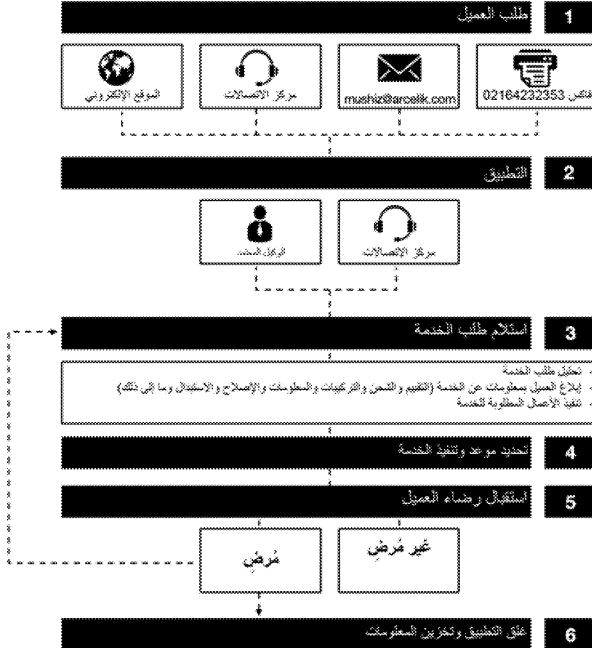 1 طلب العميل
فاكس 02164232353
mushiz@arcelik.com
مركز الاتصالات
الموقع الإلكتروني
2 التطبيق
مركز الاتصالات
الوكيل المعتمد
3 استلام طلب الخدمة
- تحليل طلب الخدمة
- إبلاغ العميل بمعلومات عن الخدمة (التقييم والشحن والتركيبات والمعلومات والإصلاح والاستبدال وما إلى ذلك)
- تنفيذ الأعمال المطلوبة للخدمة
4 تحديد موعد وتنفيذ الخدمة
5 استقبال رضاء العميل
غير مُرضٍ
مُرضٍ
6 غلق التطبيق وتخزين المعلومات